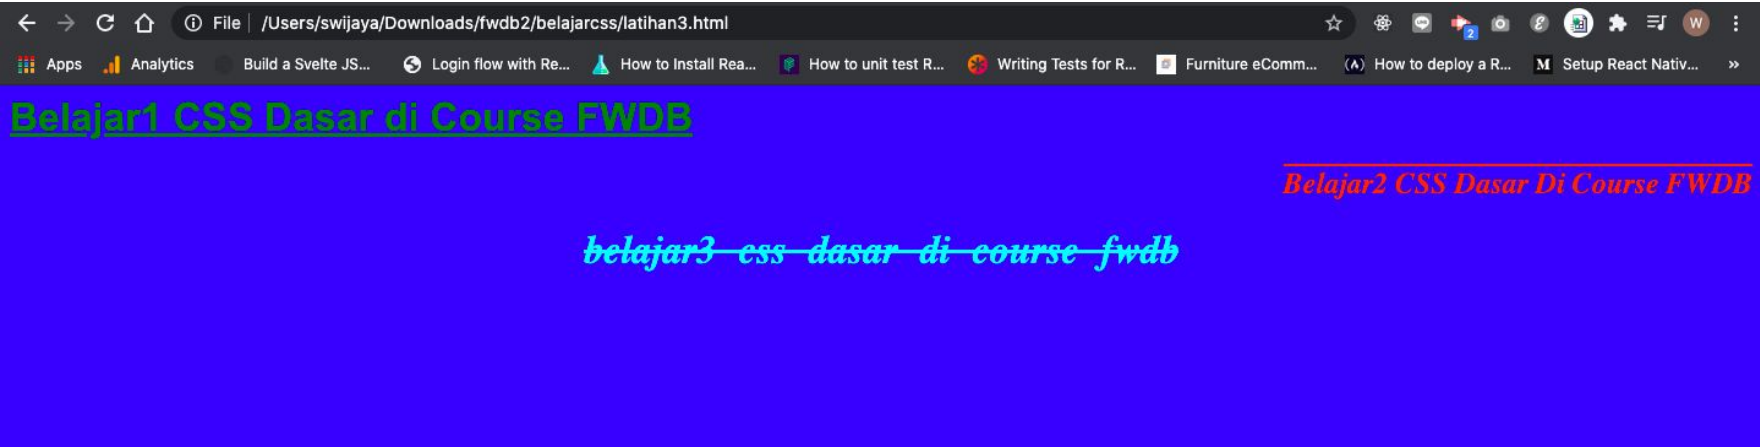 File | /Users/swijaya/Downloads/fwdb2/belajarcss/latihan3.html
2 W
Apps Analytics Build a Svelte JS... Login flow with Re... How to Install Rea... How to unit test R... Writing Tests for R... Furniture eComm... How to deploy a R... M Setup React Nativ... »
Belajar1 CSS Dasar di Course FWDB
Belajar2 CSS Dasar Di Course FWDB
belajar3 css dasar di course fwdb